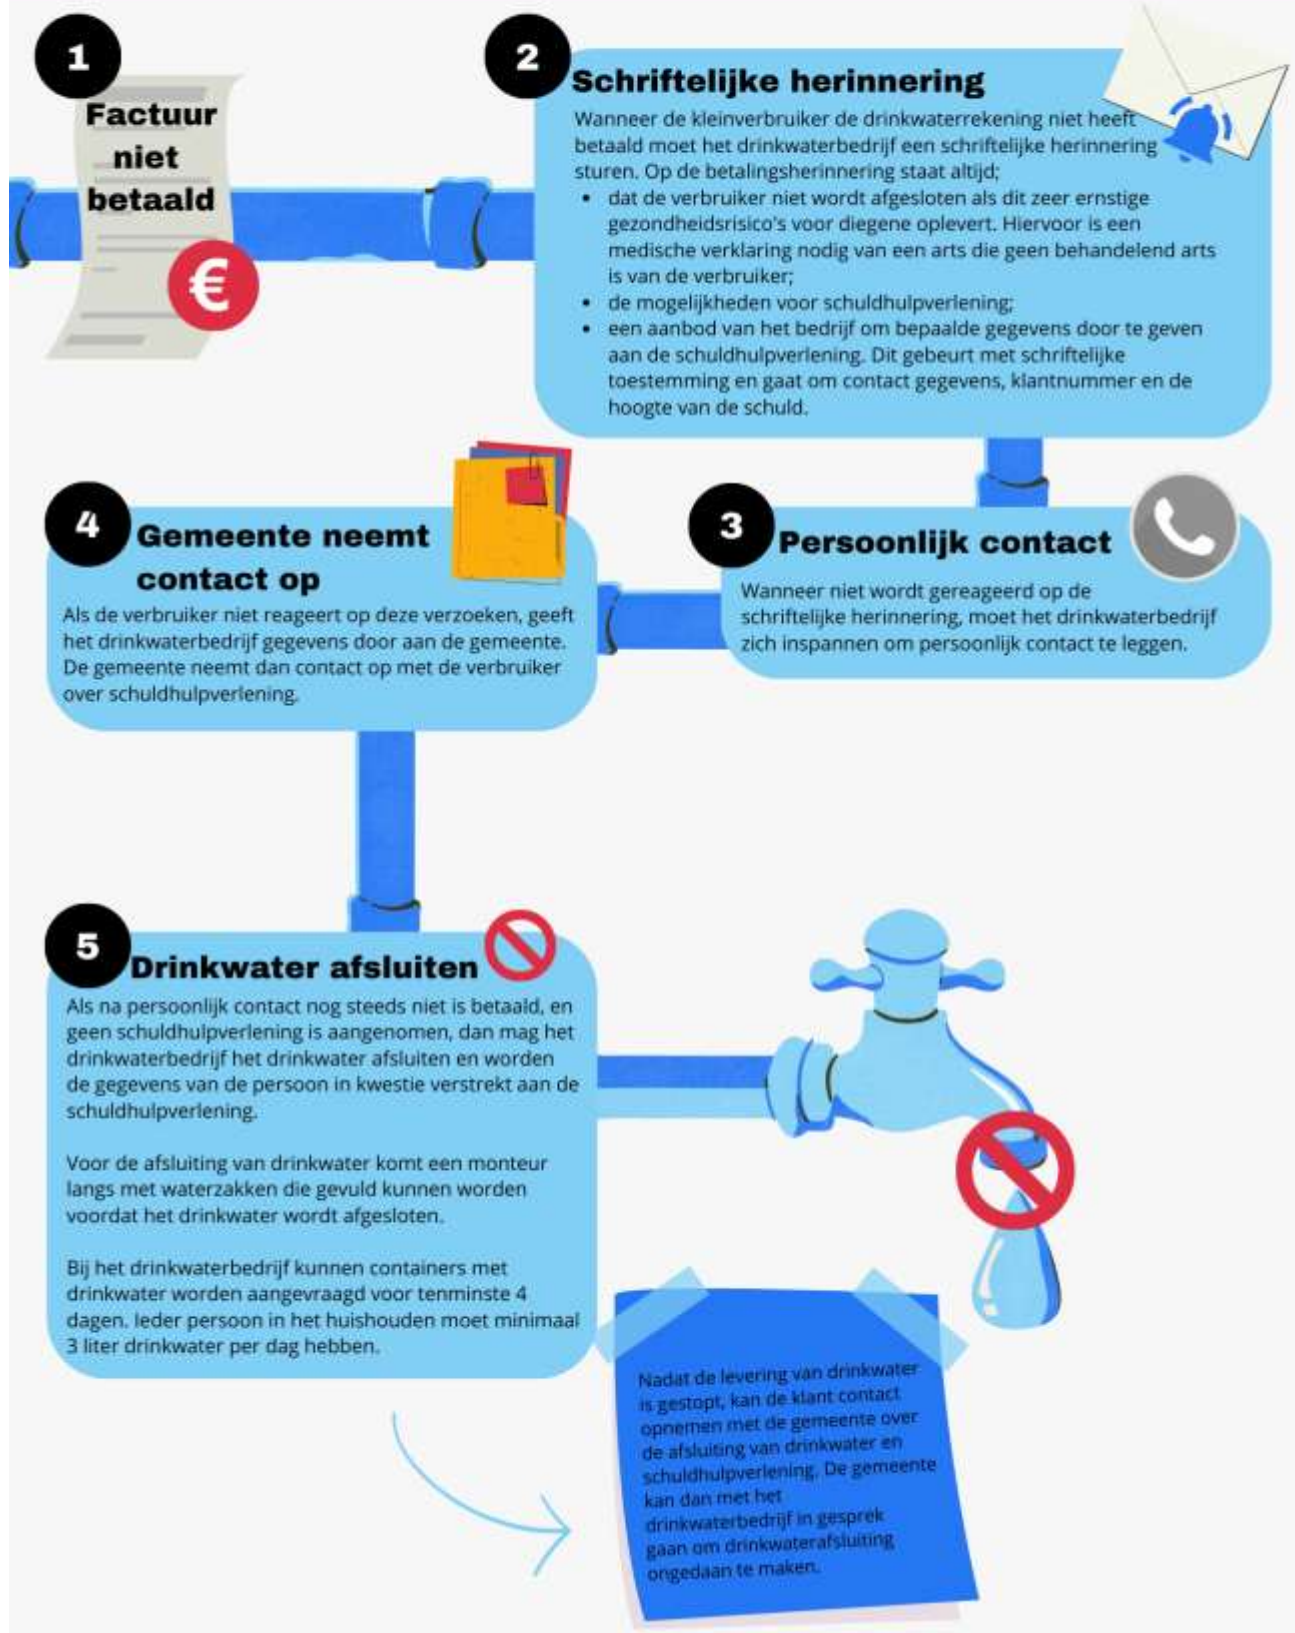 1
Factuur
niet
betaald
€
2
Schriftelijke herinnering
Wanneer de kleinverbruiker de drinkwaterrekening niet heeft
betaald moet het drinkwaterbedrijf een schriftelijke herinnering
sturen. Op de betalingsherinnering staat altijd;
• dat de verbruiker niet wordt afgesloten als dit zeer ernstige
gezondheidsrisico's voor diegene oplevert. Hiervoor is een
medische verklaring nodig van een arts die geen behandelend arts
is van de verbruiker;
• de mogelijkheden voor schuldhulpverlening;
• een aanbod van het bedrijf om bepaalde gegevens door te geven
aan de schuldhulpverlening. Dit gebeurt met schriftelijke
toestemming en gaat om contact gegevens, klantnummer en de
hoogte van de schuld.
3
Persoonlijk contact
Wanneer niet wordt gereageerd op de
schriftelijke herinnering, moet het drinkwaterbedrijf
zich inspannen om persoonlijk contact te leggen.
4
Gemeente neemt
contact op
Als de verbruiker niet reageert op deze verzoeken, geeft
het drinkwaterbedrijf gegevens door aan de gemeente.
De gemeente neemt dan contact op met de verbruiker
over schuldhulpverlening.
5
Drinkwater afsluiten
Als na persoonlijk contact nog steeds niet is betaald, en
geen schuldhulpverlening is aangenomen, dan mag het
drinkwaterbedrijf het drinkwater afsluiten en worden
de gegevens van de persoon in kwestie verstrekt aan de
schuldhulpverlening.
Voor de afsluiting van drinkwater komt een monteur
langs met waterzakken die gevuld kunnen worden
voordat het drinkwater wordt afgesloten.
Bij het drinkwaterbedrijf kunnen containers met
drinkwater worden aangevraagd voor tenminste 4
dagen. Ieder persoon in het huishouden moet minimaal
3 liter drinkwater per dag hebben.
Nadat de levering van drinkwater
is gestopt, kan de klant contact
opnemen met de gemeente over
de afsluiting van drinkwater en
schuldhulpverlening. De gemeente
kan dan met het
drinkwaterbedrijf in gesprek
gaan om drinkwaterafsluiting
ongedaan te maken.